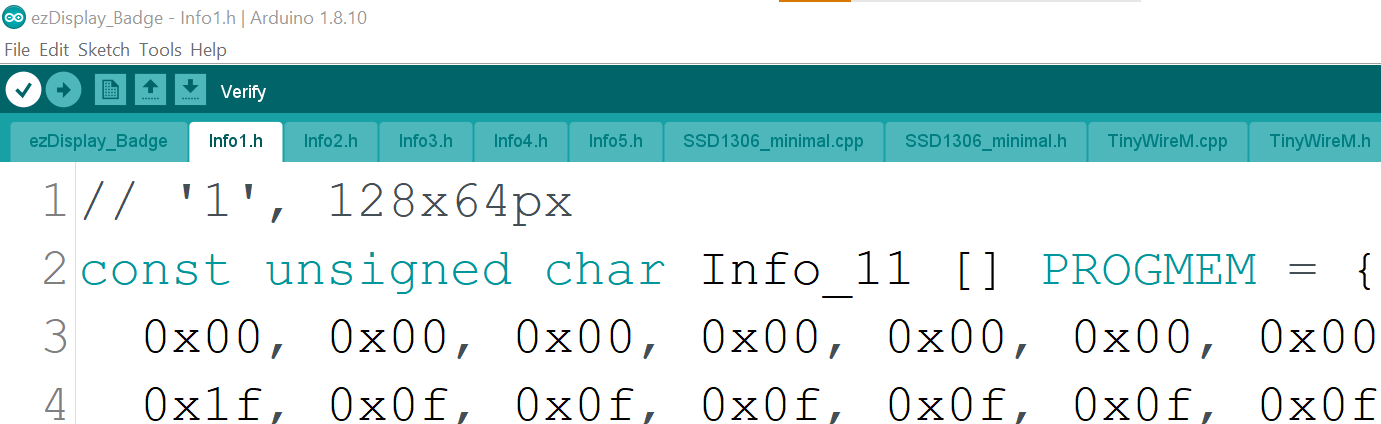 ezDisplay_Badge - Info1.h | Arduino 1.8.10
File Edit Sketch Tools Help
Verify
ezDisplay_Badge Info1.h Info2.h Info3.h Info4.h Info5.h SSD1306_minimal.cpp SSD1306_minimal.h TinyWireM.cpp TinyWireM.h
1 // '1', 128x64px
2 const unsigned char Info_11 [] PROGMEM = {
3 0x00, 0x00, 0x00, 0x00, 0x00, 0x00, 0x00
4 0x1f, 0x0f, 0x0f, 0x0f, 0x0f, 0x0f, 0x0f